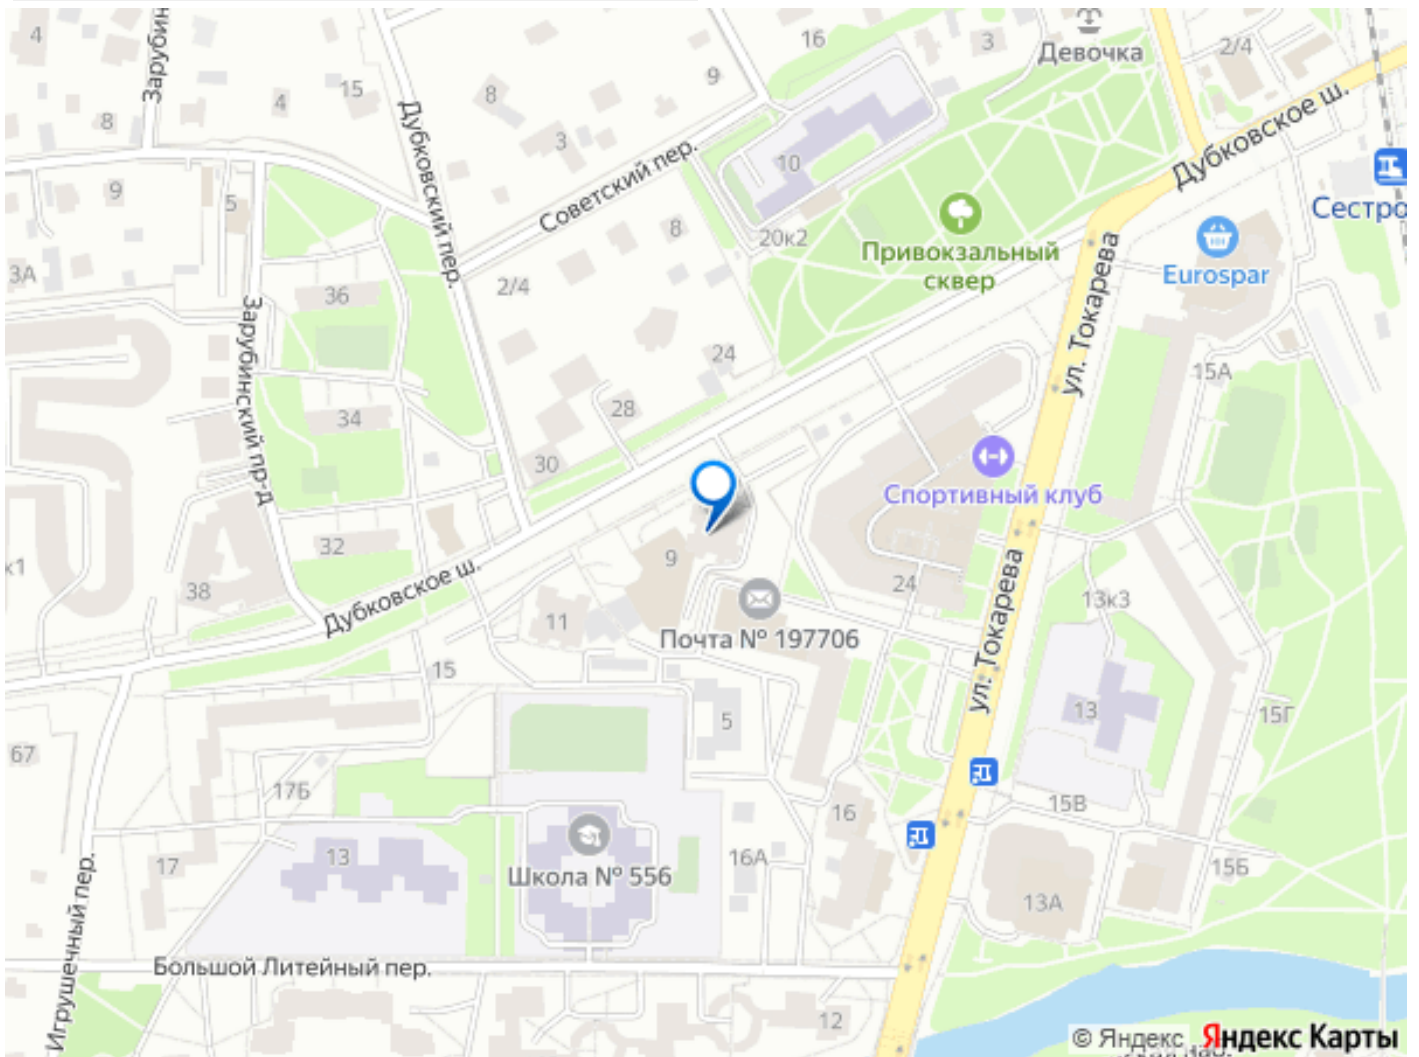 4
Зарубин
16
3
Девочка
2/4
15
9
8
4
Дубковское ш.
8
Дубковский пер.
3
10
Советский пер.
9
5
Сестро
8
20к2
Привокзальный
сквер
Eurospar
3А
36
2/4
ул. Токарева
24
15А
Зарубинский пр-д
34
28
30
Спортивный клуб
32
9
к1
38
24
Дубковское ш.
11
13к3
Почта № 197706
ул. Токарева
15
5
13
15Г
67
17Б
16
15В
13
17
Школа № 556
16А
15Б
13А
Игрушечный пер.
Большой Литейный пер.
12
© Яндекс Яндекс Карты